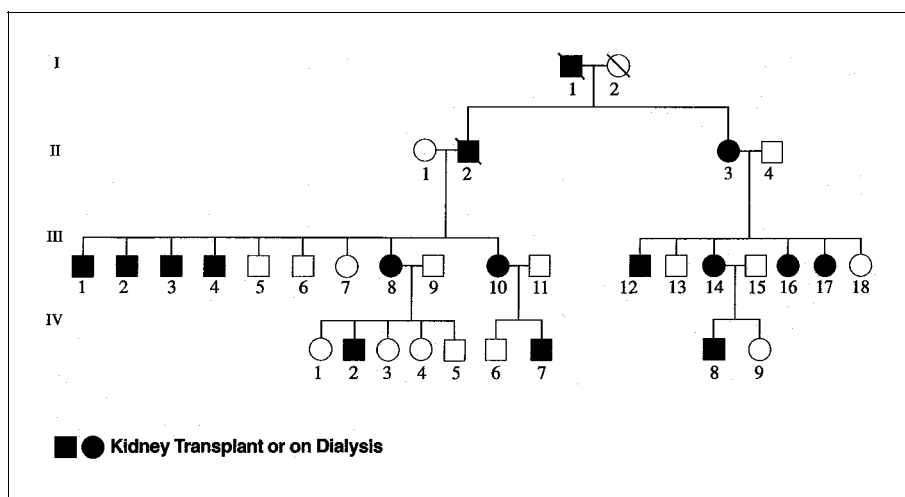 I
1 2
II
1 2 3 4
III
1 2 3 4 5 6 7 8 9 10 11 12 13 14 15 16 17 18
IV
1 2 3 4 5 6 7 8 9
Kidney Transplant or on Dialysis